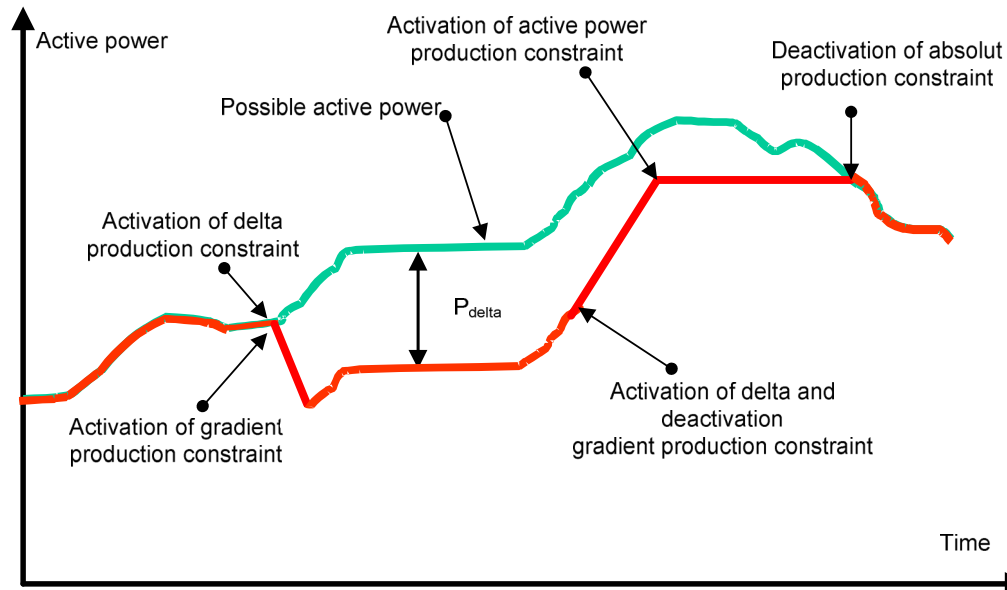 Active power
Activation of active power
production constraint
Deactivation of absolut
production constraint
Possible active power
Activation of delta
production constraint
Pdelta
Activation of gradient
production constraint
Activation of delta and
deactivation
gradient production constraint
Time